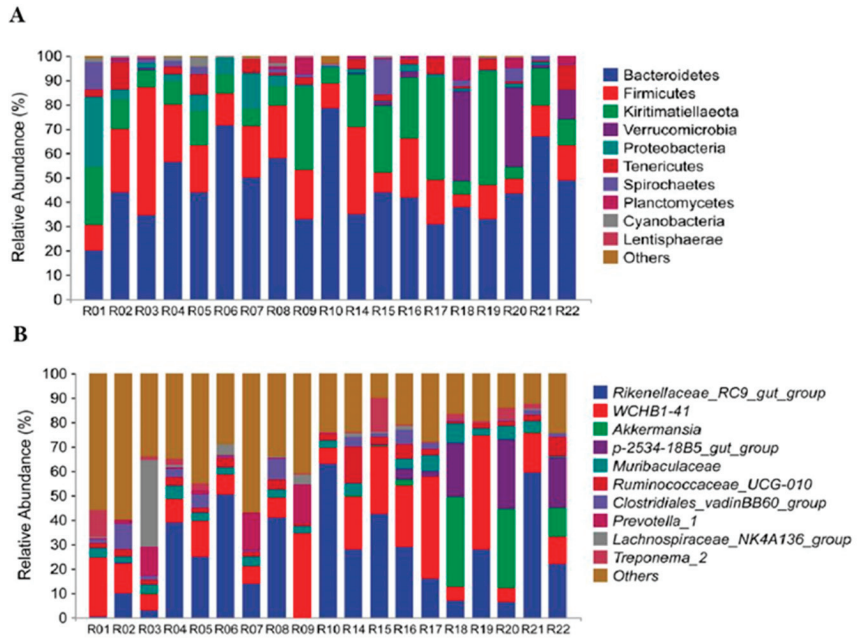 A
Relative Abundance (%)
100
90
80
70
60
50
40
30
20
10
0
R01 R02 R03 R04 R05 R06 R07 R08 R09 R10 R14 R15 R16 R17 R18 R19 R20 R21 R22
Bacteroidetes
Firmicutes
Kiritimatiellaeota
Verrucomicrobia
Proteobacteria
Tenericutes
Spirochaetes
Planctomycetes
Cyanobacteria
Lentisphaerae
Others
B
Relative Abundance (%)
100
90
80
70
60
50
40
30
20
10
0
R01 R02 R03 R04 R05 R06 R07 R08 R09 R10 R14 R15 R16 R17 R18 R19 R20 R21 R22
Rikenellaceae_RC9_gut_group
WCHB1-41
Akkermansia
p-2534-18B5_gut_group
Muribaculaceae
Ruminococcaceae_UCG-010
Clostridiales_vadinBB60_group
Prevotella_1
Lachnospiraceae_NK4A136_group
Treponema_2
Others